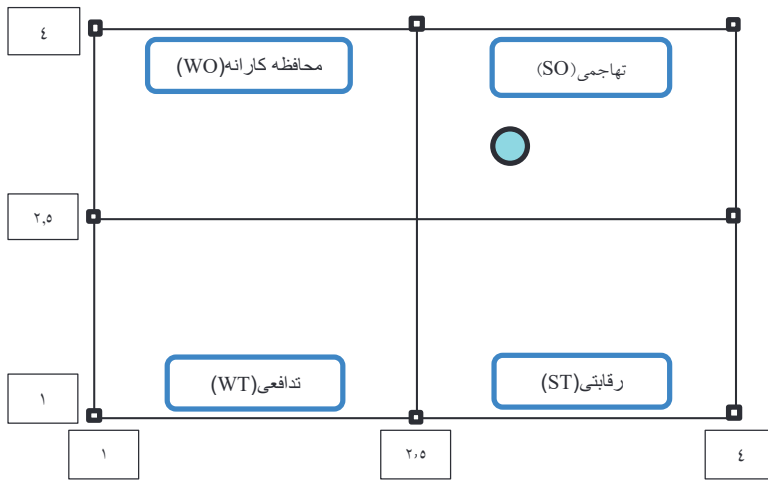 ٤
محافظه کارانه(WO)
تهاجمی(SO)
٢,٥
تدافعی(WT)
رقابتی(ST)
١
١
٢،٥
٤